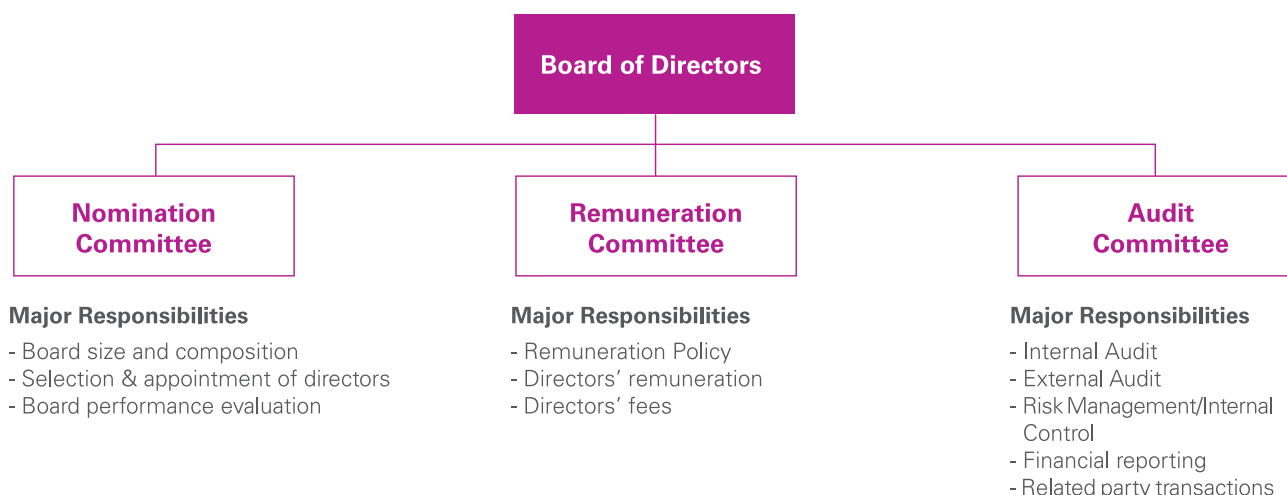 Board of Directors
Nomination
Committee
Remuneration
Committee
Audit
Committee
Major Responsibilities
- Board size and composition
- Selection & appointment of directors
- Board performance evaluation
Major Responsibilities
- Remuneration Policy
- Directors’ remuneration
- Directors’ fees
Major Responsibilities
- Internal Audit
- External Audit
- Risk Management/Internal
Control
- Financial reporting
- Related party transactions